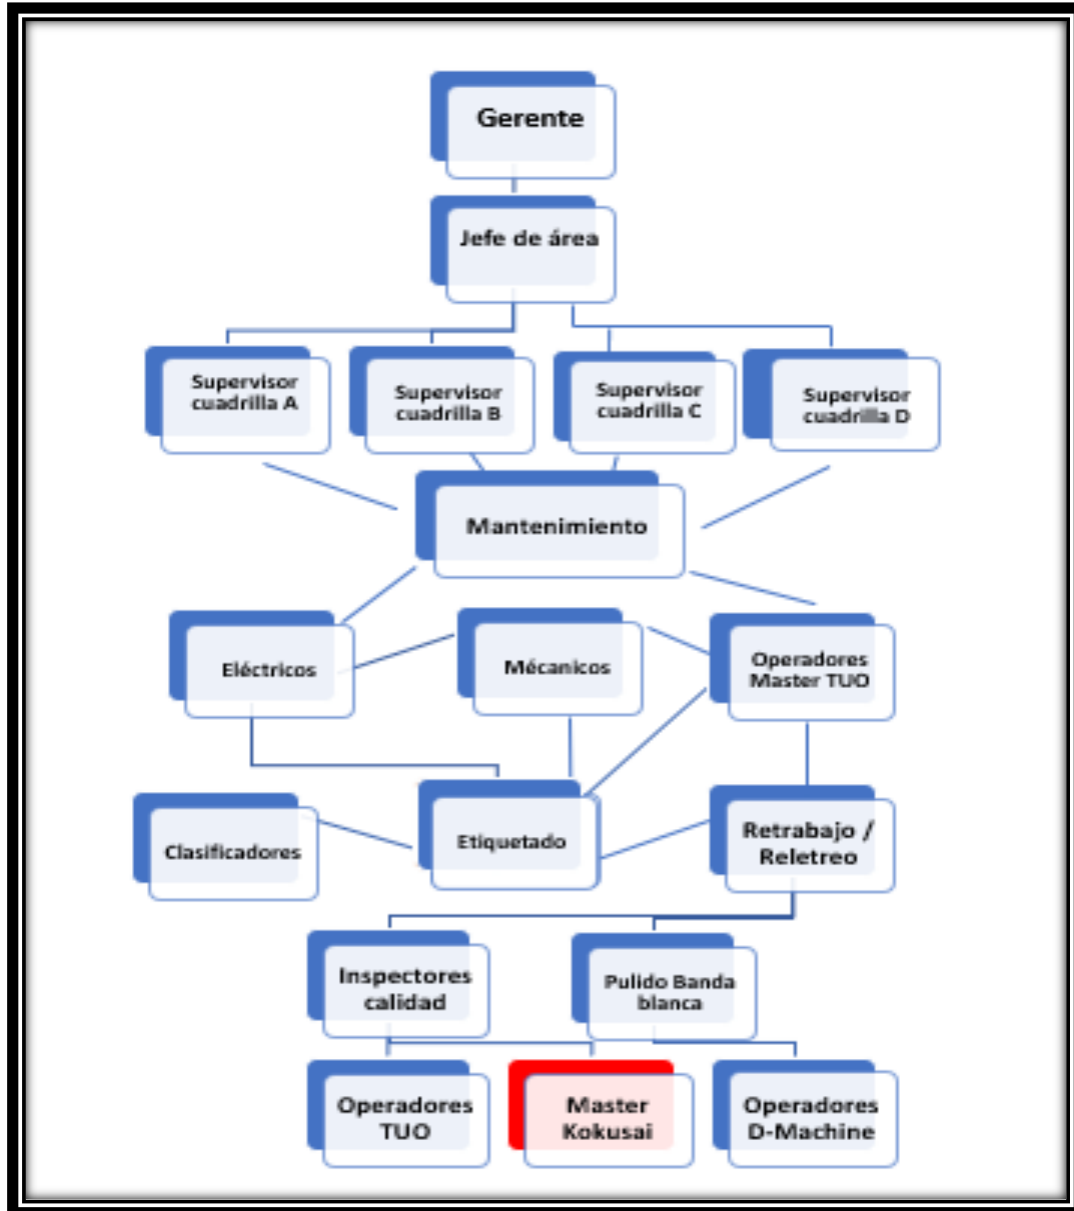 Gerente
Jefe de área
Supervisor
cuadrilla A
Supervisor
cuadrilla B
Supervisor
cuadrilla C
Supervisor
cuadrilla D
Mantenimiento
Eléctricos
Mécanicos
Operadores
Master TUO
Clasificadores
Etiquetado
Retrabajo /
Reletreo
Inspectores
calidad
Pulido Banda
blanca
Operadores
TUO
Master
Kokusai
Operadores
D-Machine